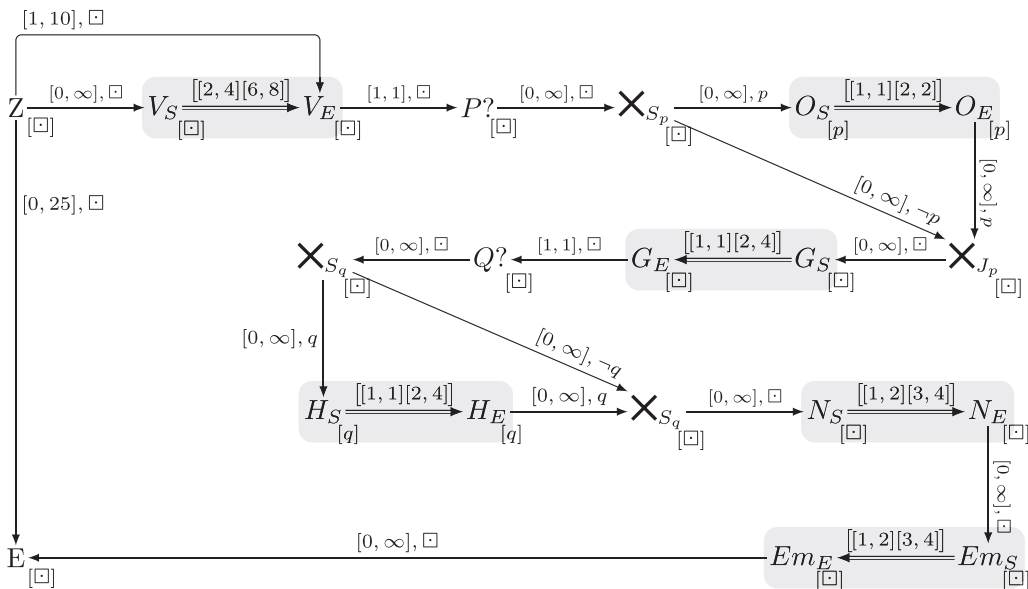 [1, 10], ⊡
Z [⊡] [0, ∞], ⊡ V_S [⊡] [[2, 4][6, 8]] V_E [⊡] [1, 1], ⊡ P? [⊡] [0, ∞], ⊡ ×_{S_p} [⊡] [0, ∞], p O_S [p] [[1, 1][2, 2]] O_E [p]
[0, ∞], ¬p
[0, ∞], p
[0, 25], ⊡
×_{S_q} [⊡] [0, ∞], ⊡ Q? [⊡] [1, 1], ⊡ G_E [⊡] [[1, 1][2, 4]] G_S [⊡] [0, ∞], ⊡ ×_{J_p} [⊡]
[0, ∞], q
[0, ∞], ¬q
H_S [q] [[1, 1][2, 4]] H_E [q] [0, ∞], q ×_{S_q} [⊡] [0, ∞], ⊡ N_S [⊡] [[1, 2][3, 4]] N_E [⊡]
[0, ∞], ⊡
E [⊡] [0, ∞], ⊡ Em_E [⊡] [[1, 2][3, 4]] Em_S [⊡]